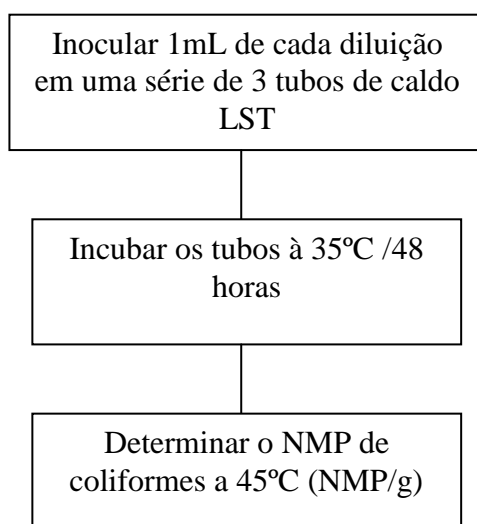 Inocular 1mL de cada diluição
em uma série de 3 tubos de caldo
LST
Incubar os tubos à 35ºC /48
horas
Determinar o NMP de
coliformes a 45ºC (NMP/g)